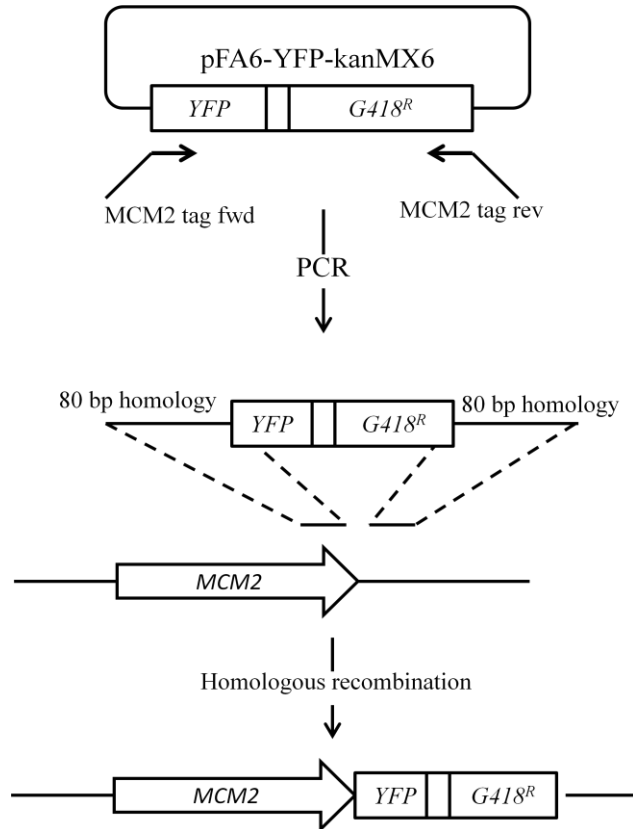 pFA6-YFP-kanMX6
YFP G418R
MCM2 tag fwd MCM2 tag rev
PCR
80 bp homology YFP G418R 80 bp homology
MCM2
Homologous recombination
MCM2 YFP G418R